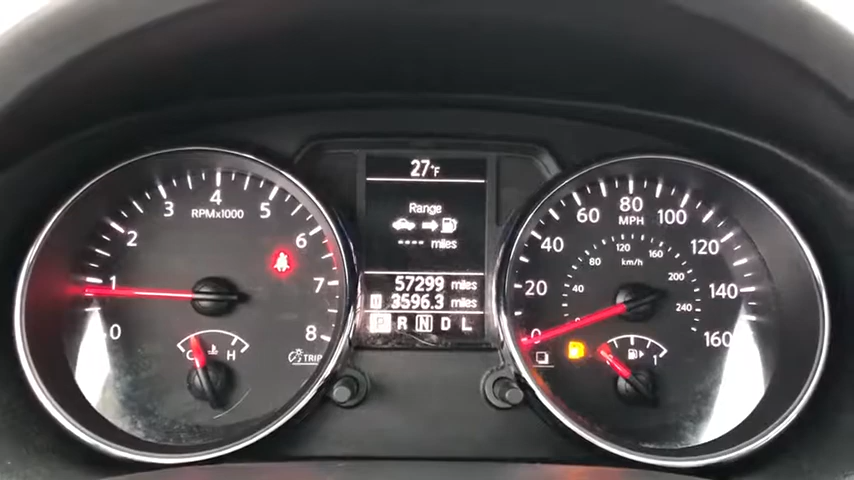 27°F
Range
---- miles
57299 miles
3596.3 miles
P R N D L
0 1 2 3 4 5 6 7 8
RPMx1000
C H
TRIP
0 20 40 60 80 100 120 140 160
MPH
40 80 120 160 200 240
km/h
1